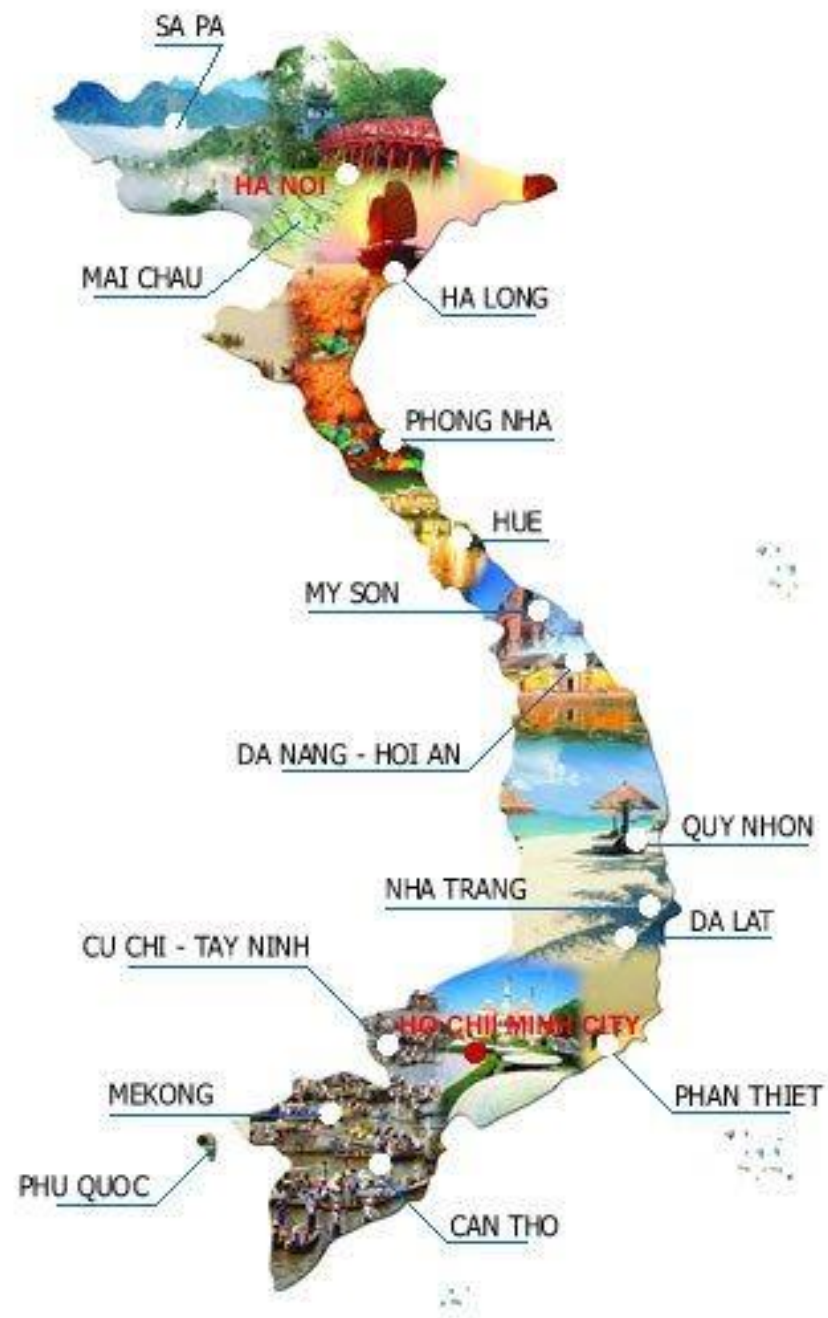 SA PA
HA NOI
MAI CHAU
HA LONG
PHONG NHA
HUE
MY SON
DA NANG - HOI AN
QUY NHON
NHA TRANG
DA LAT
CU CHI - TAY NINH
HO CHII MINH CITY
MEKONG
PHAN THIET
PHU QUOC
CAN THO